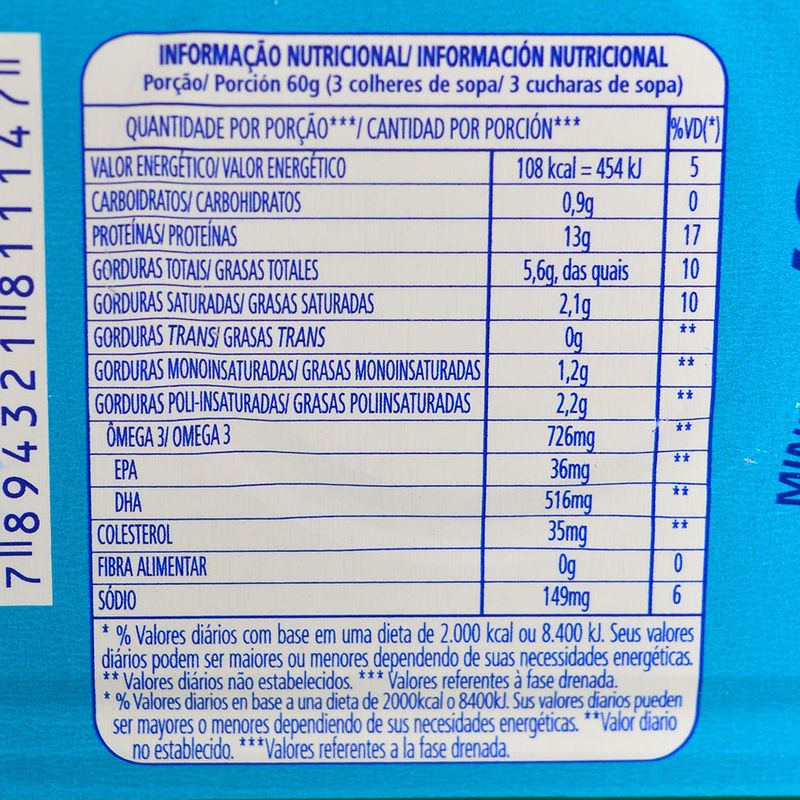 INFORMAÇÃO NUTRICIONAL/ INFORMACIÓN NUTRICIONAL
Porção/ Porción 60g (3 colheres de sopa/ 3 cucharas de sopa)
QUANTIDADE POR PORÇÃO***/ CANTIDAD POR PORCIÓN*** %VD(*)
VALOR ENERGÉTICO/ VALOR ENERGÉTICO 108 kcal = 454 kJ 5
CARBOIDRATOS/ CARBOHIDRATOS 0,9g 0
PROTEÍNAS/ PROTEÍNAS 13g 17
GORDURAS TOTAIS/ GRASAS TOTALES 5,6g, das quais 10
GORDURAS SATURADAS/ GRASAS SATURADAS 2,1g 10
GORDURAS TRANS/ GRASAS TRANS 0g **
GORDURAS MONOINSATURADAS/ GRASAS MONOINSATURADAS 1,2g **
GORDURAS POLI-INSATURADAS/ GRASAS POLIINSATURADAS 2,2g **
ÔMEGA 3/ OMEGA 3 726mg **
EPA 36mg **
DHA 516mg **
COLESTEROL 35mg **
FIBRA ALIMENTAR 0g 0
SÓDIO 149mg 6
* % Valores diários com base em uma dieta de 2.000 kcal ou 8.400 kJ. Seus valores
diários podem ser maiores ou menores dependendo de suas necessidades energéticas.
** Valores diários não estabelecidos. *** Valores referentes à fase drenada.
* % Valores diarios en base a una dieta de 2000kcal o 8400kJ. Sus valores diarios pueden
ser mayores o menores dependiendo de sus necesidades energéticas. **Valor diario
no establecido. ***Valores referentes a la fase drenada.
7 894321 811147